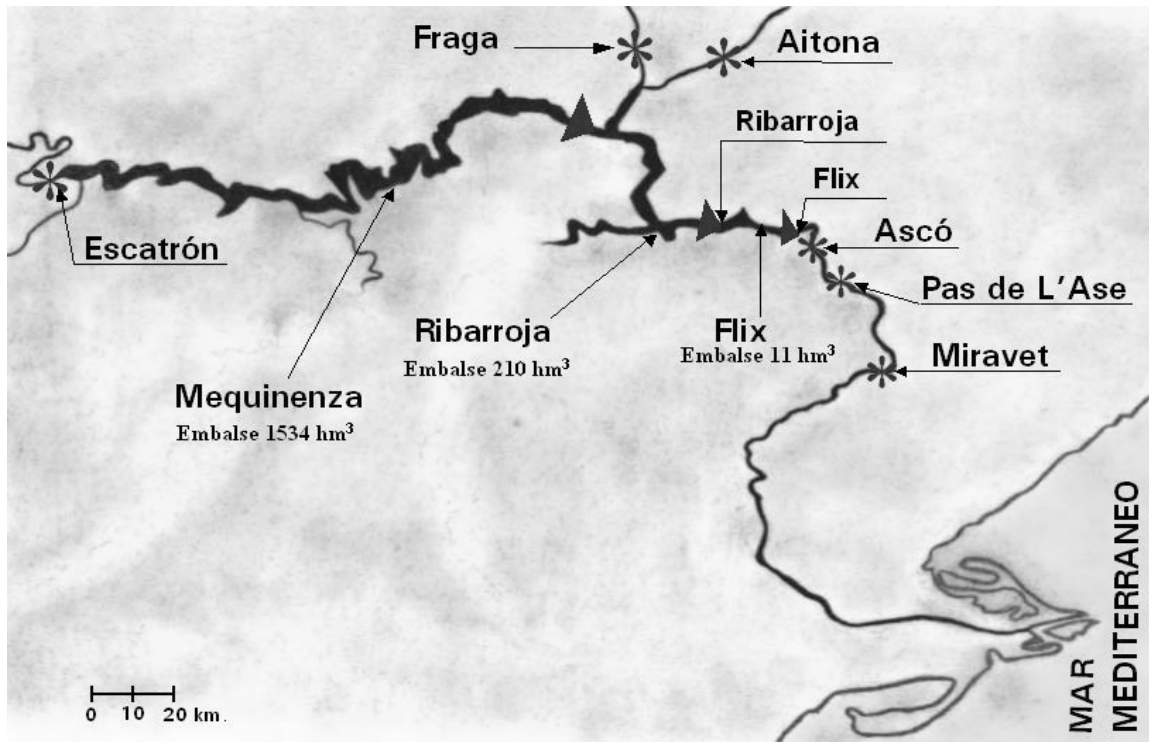 Fraga
Aitona
Ribarroja
Flix
Ascó
Escatrón
Pas de L'Ase
Ribarroja
Embalse 210 hm³
Flix
Embalse 11 hm³
Miravet
Mequinenza
Embalse 1534 hm³
MAR
MEDITERRANEO
0 10 20 km.